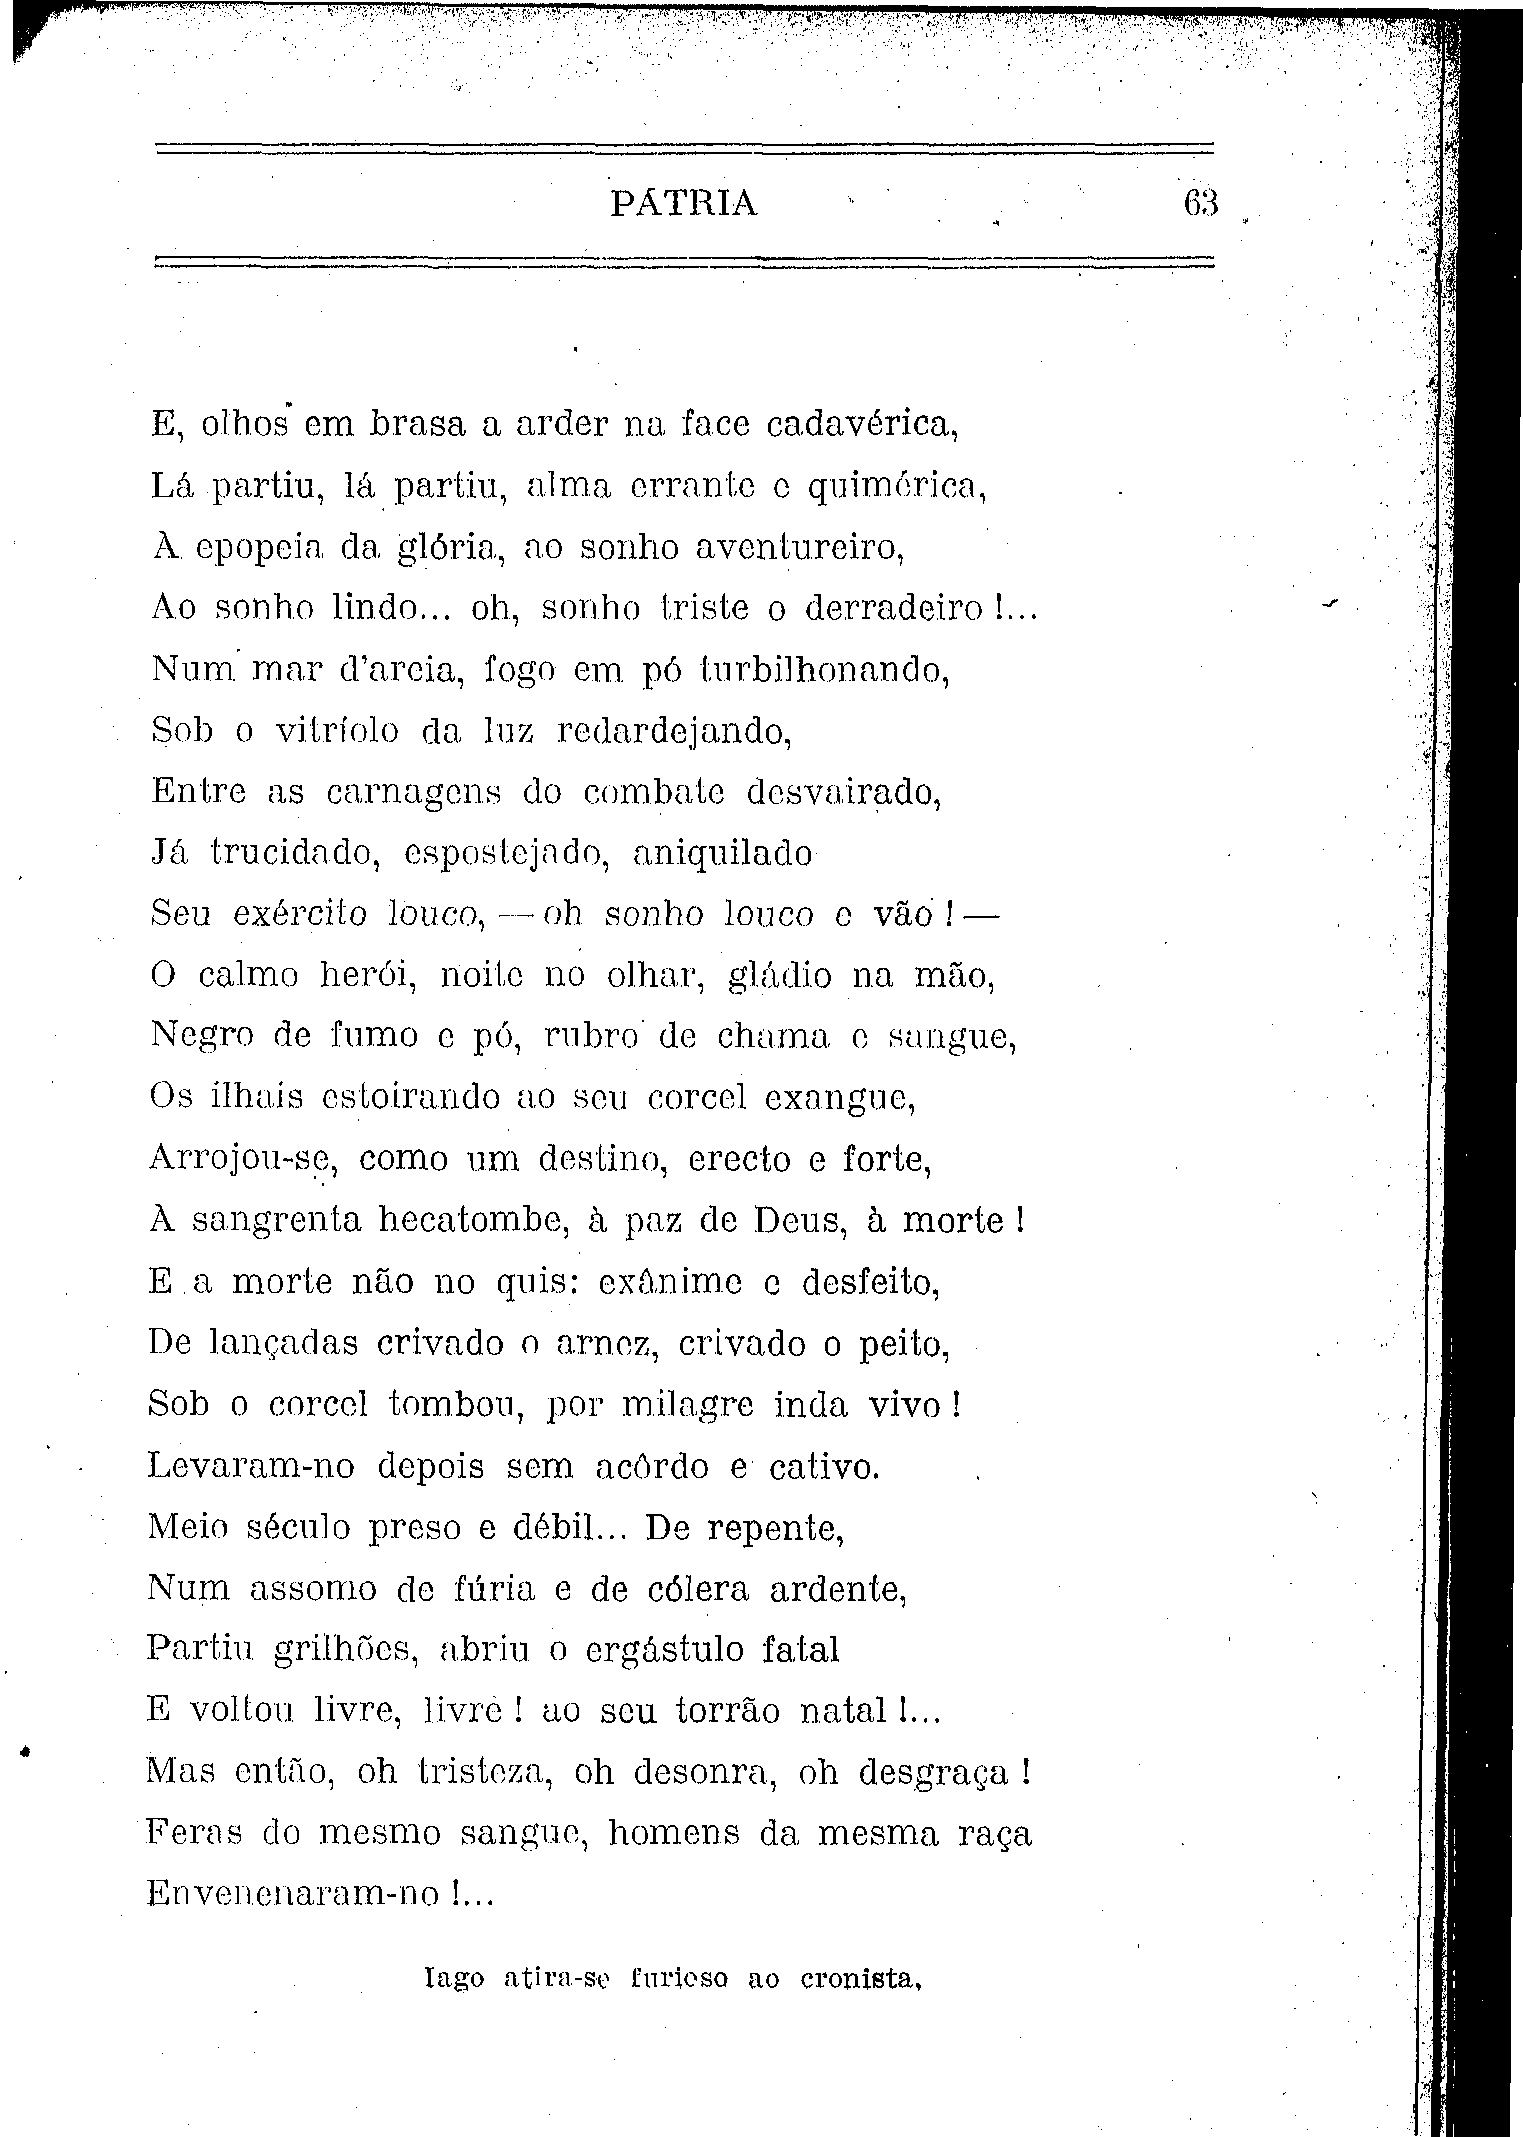 PÁTRIA 63
E, olhos em brasa a arder na face cadavérica,
Lá partiu, lá partiu, alma errante e quimérica,
À epopeia da glória, ao sonho aventureiro,
Ao sonho lindo... oh, sonho triste o derradeiro!...
Num mar d'areia, fogo em pó turbilhonando,
Sob o vitríolo da luz redardejando,
Entre as carnagens do combate desvairado,
Já trucidado, espostejado, aniquilado
Seu exército louco, — oh sonho louco e vão! —
O calmo herói, noite no olhar, gládio na mão,
Negro de fumo e pó, rubro de chama e sangue,
Os ilhais estoirando ao seu corcel exangue,
Arrojou-se, como um destino, erecto e forte,
À sangrenta hecatombe, à paz de Deus, à morte!
E a morte não no quis: exânime e desfeito,
De lançadas crivado o arnez, crivado o peito,
Sob o corcel tombou, por milagre inda vivo!
Levaram-no depois sem acôrdo e cativo.
Meio século preso e débil... De repente,
Num assomo de fúria e de cólera ardente,
Partiu grilhões, abriu o ergástulo fatal
E voltou livre, livre! ao seu torrão natal!...
Mas então, oh tristeza, oh desonra, oh desgraça!
Feras do mesmo sangue, homens da mesma raça
Envenenaram-no!...
Iago atira-se furioso ao cronista,